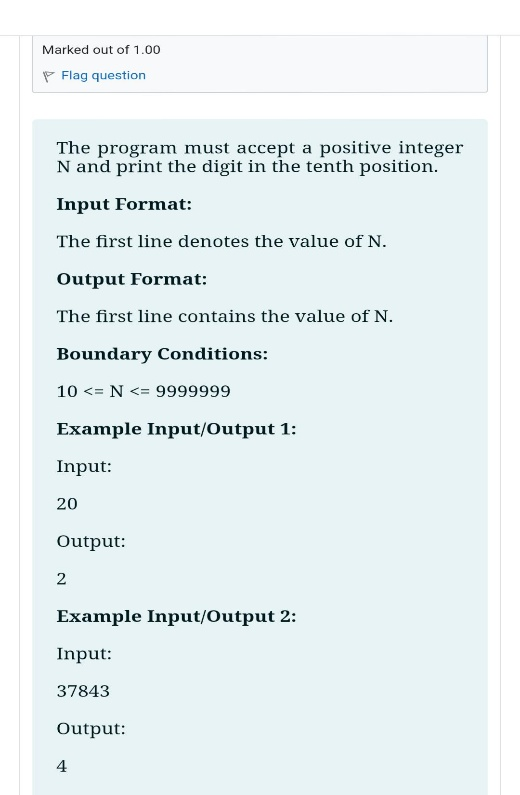 Marked out of 1.00
Flag question
The program must accept a positive integer
N and print the digit in the tenth position.
Input Format:
The first line denotes the value of N.
Output Format:
The first line contains the value of N.
Boundary Conditions:
10 <= N <= 9999999
Example Input/Output 1:
Input:
20
Output:
2
Example Input/Output 2:
Input:
37843
Output:
4